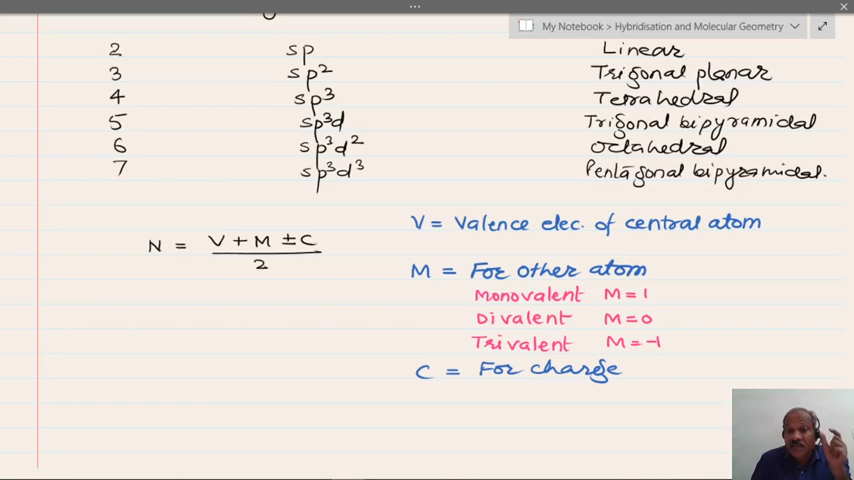 My Notebook > Hybridisation and Molecular Geometry
2 sp Linear
3 sp² Trigonal planar
4 sp³ Tetrahedral
5 sp³d Trigonal bipyramidal
6 sp³d² Octahedral
7 sp³d³ Pentagonal bipyramidal.
N = (V + M ± C) / 2
V = Valence elec. of central atom
M = For other atom
Monovalent M = 1
Divalent M = 0
Trivalent M = -1
C = For charge